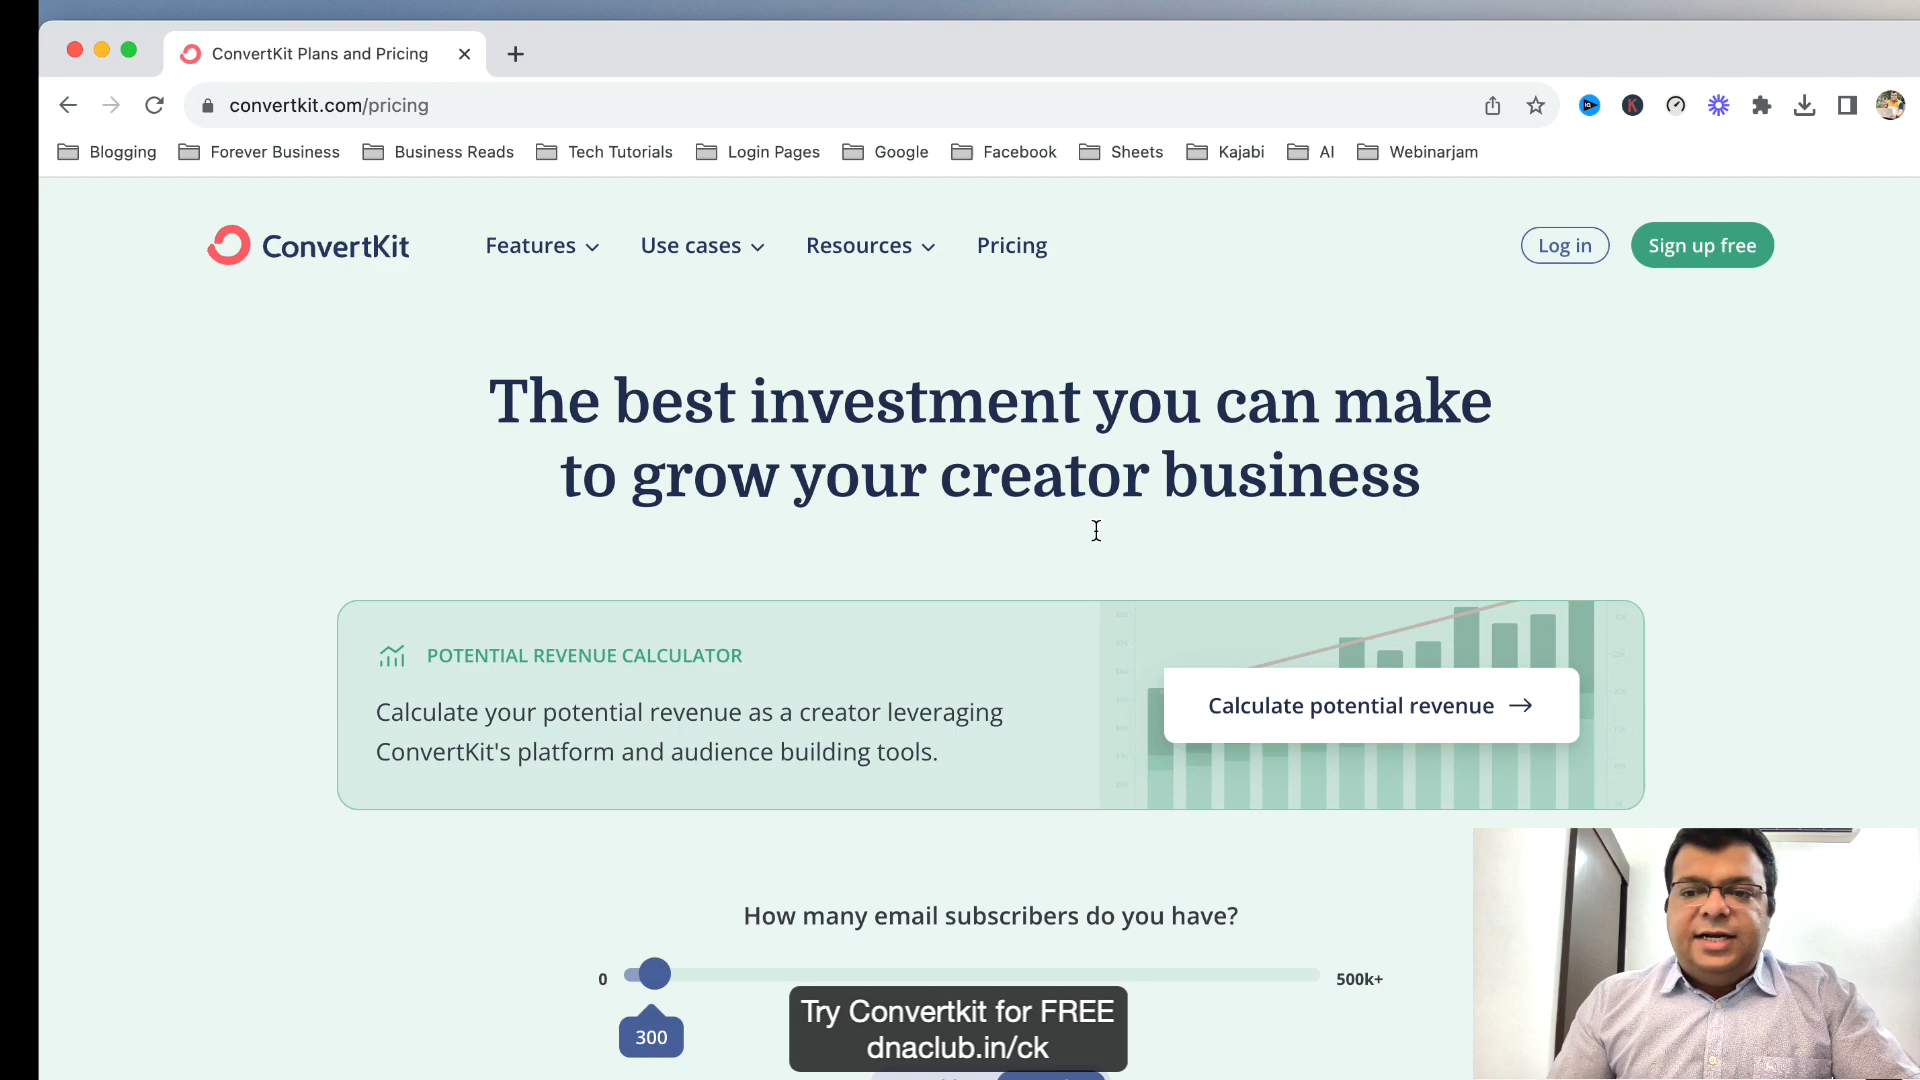 ConvertKit Plans and Pricing
convertkit.com/pricing
Blogging Forever Business Business Reads Tech Tutorials Login Pages Google Facebook Sheets Kajabi AI Webinarjam
ConvertKit Features Use cases Resources Pricing Log in Sign up free
The best investment you can make
to grow your creator business
POTENTIAL REVENUE CALCULATOR
Calculate your potential revenue as a creator leveraging
ConvertKit's platform and audience building tools.
Calculate potential revenue
How many email subscribers do you have?
0 500k+
300
Try Convertkit for FREE
dnaclub.in/ck